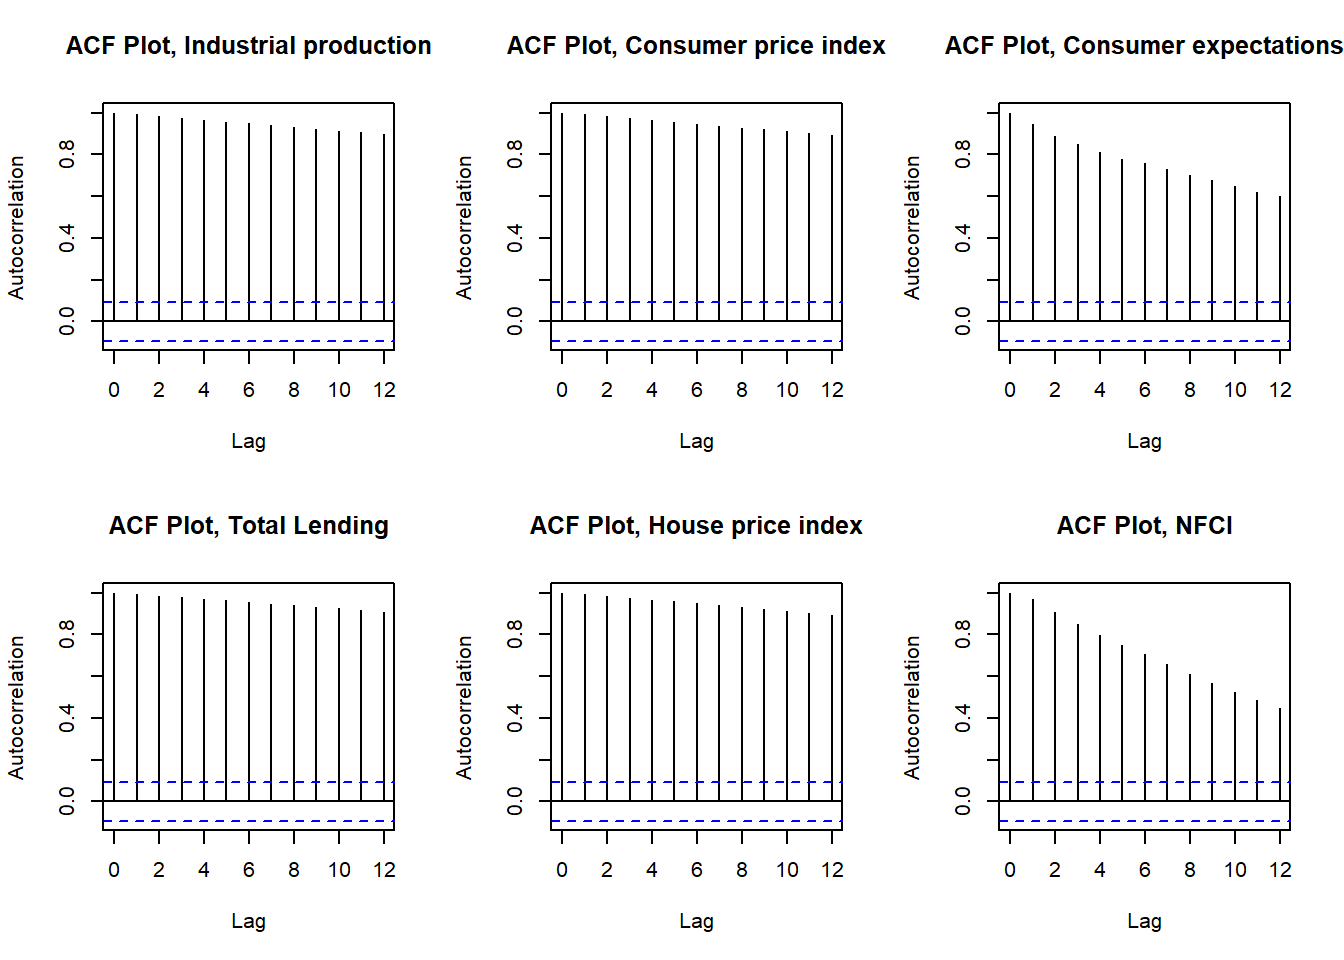 ACF Plot, Industrial production
Autocorrelation
0.0 0.4 0.8
0 2 4 6 8 10 12
Lag
ACF Plot, Consumer price index
Autocorrelation
0.0 0.4 0.8
0 2 4 6 8 10 12
Lag
ACF Plot, Consumer expectations
Autocorrelation
0.0 0.4 0.8
0 2 4 6 8 10 12
Lag
ACF Plot, Total Lending
Autocorrelation
0.0 0.4 0.8
0 2 4 6 8 10 12
Lag
ACF Plot, House price index
Autocorrelation
0.0 0.4 0.8
0 2 4 6 8 10 12
Lag
ACF Plot, NFCI
Autocorrelation
0.0 0.4 0.8
0 2 4 6 8 10 12
Lag